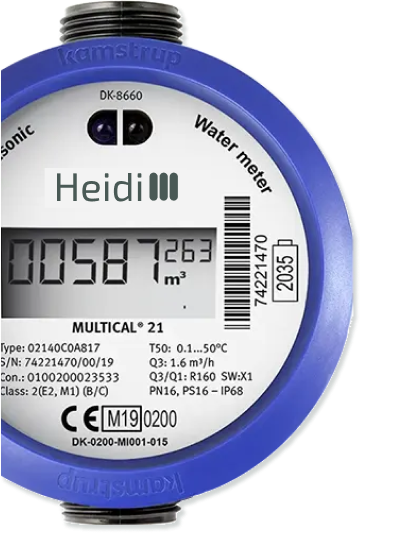 kamstrup
DK-8660
sonic
Water meter
Heidi
00587263
m³
74221470
2035
MULTICAL® 21
Type: 02140C0A817
S/N: 74221470/00/19
Con.: 0100200023533
Class: 2(E2, M1) (B/C)
T50: 0.1...50°C
Q3: 1.6 m³/h
Q3/Q1: R160 SW:X1
PN16, PS16 – IP68
CE M19 0200
DK-0200-MI001-015
kamstrup